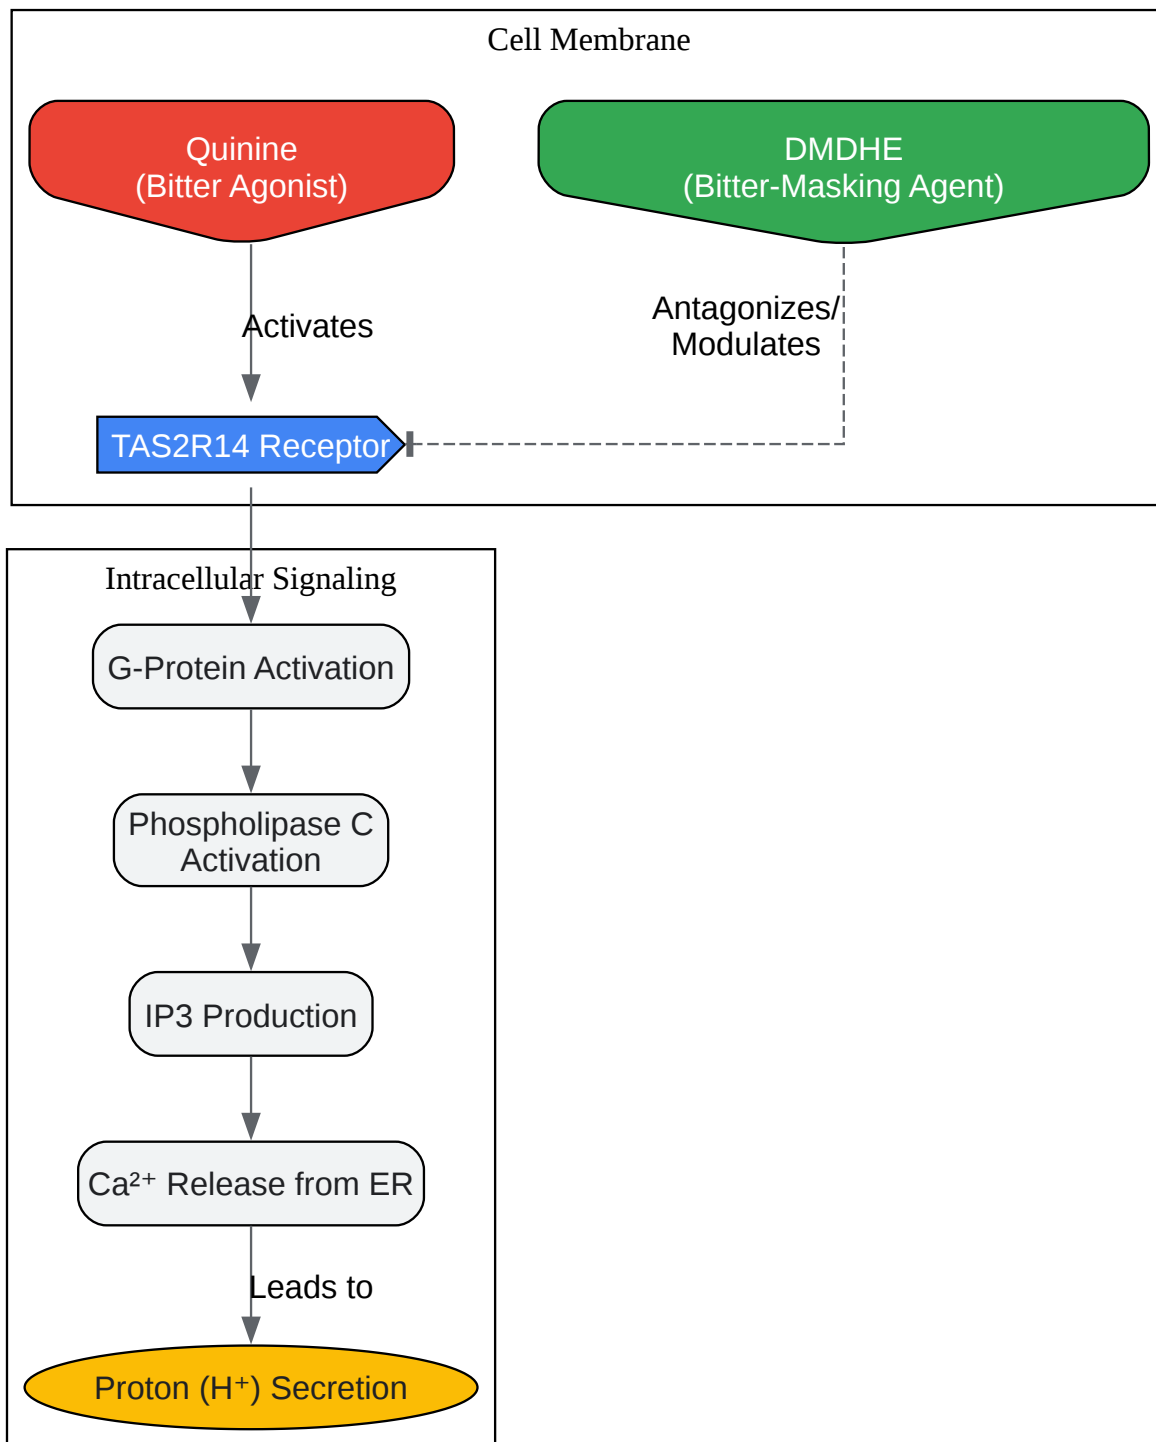 Cell Membrane
Quinine
(Bitter Agonist)
DMDHE
(Bitter-Masking Agent)
Activates
Antagonizes/
Modulates
TAS2R14 Receptor
Intracellular Signaling
G-Protein Activation
Phospholipase C
Activation
IP3 Production
Ca²⁺ Release from ER
Leads to
Proton (H⁺) Secretion